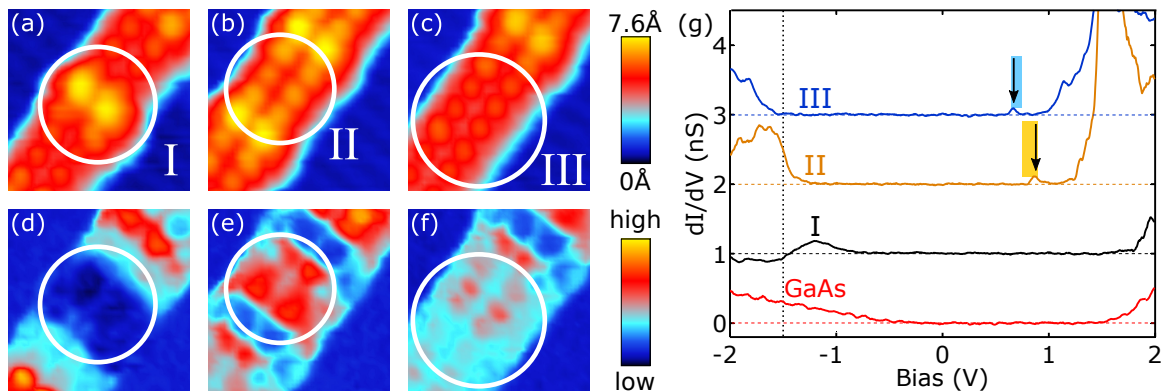 (a)
I
(b)
II
(c)
III
7.6Å
0Å
(d)
(e)
(f)
high
low
(g)
dI/dV (nS)
4
3
2
1
0
III
II
I
GaAs
-2
-1
0
1
2
Bias (V)